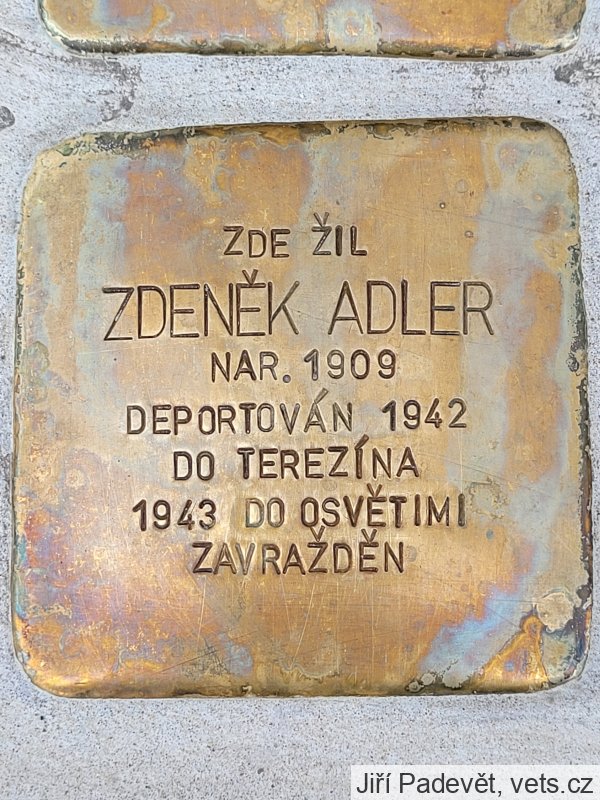 ZDE ŽIL
ZDENĚK ADLER
NAR. 1909
DEPORTOVÁN 1942
DO TEREZÍNA
1943 DO OSVĚTIMI
ZAVRAŽDĚN
Jiří Padevět, vets.cz